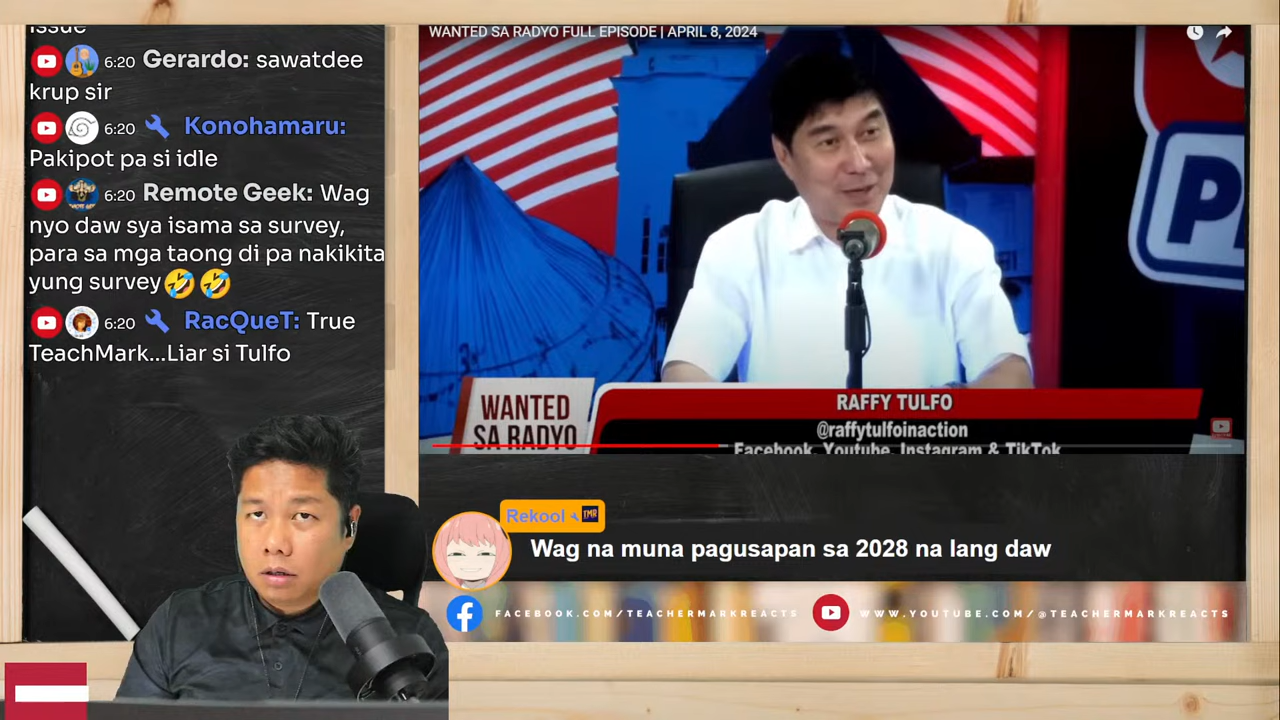 issue
6:20 Gerardo: sawatdee
krup sir
6:20 Konohamaru:
Pakipot pa si idle
6:20 Remote Geek: Wag
nyo daw sya isama sa survey,
para sa mga taong di pa nakikita
yung survey🤣🤣
6:20 RacQueT: True
TeachMark...Liar si Tulfo
WANTED SA RADYO FULL EPISODE | APRIL 8, 2024
P
WANTED
SA RADYO
RAFFY TULFO
@raffytulfoinaction
Facebook, Youtube, Instagram & TikTok
Rekool TMR
Wag na muna pagusapan sa 2028 na lang daw
FACEBOOK.COM/TEACHERMARKREACTS
WWW.YOUTUBE.COM/@TEACHERMARKREACTS